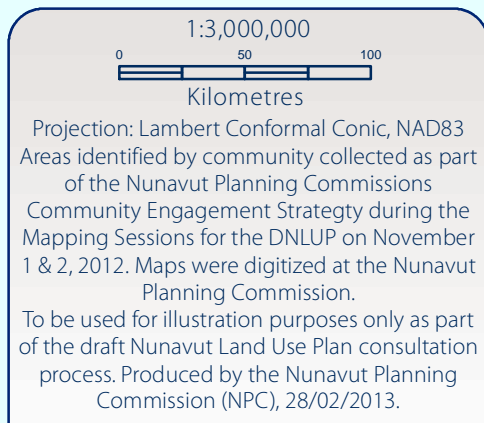 1:3,000,000
0 50 100
Kilometres
Projection: Lambert Conformal Conic, NAD83
Areas identified by community collected as part
of the Nunavut Planning Commissions
Community Engagement Strategty during the
Mapping Sessions for the DNLUP on November
1 & 2, 2012. Maps were digitized at the Nunavut
Planning Commission.
To be used for illustration purposes only as part
of the draft Nunavut Land Use Plan consultation
process. Produced by the Nunavut Planning
Commission (NPC), 28/02/2013.